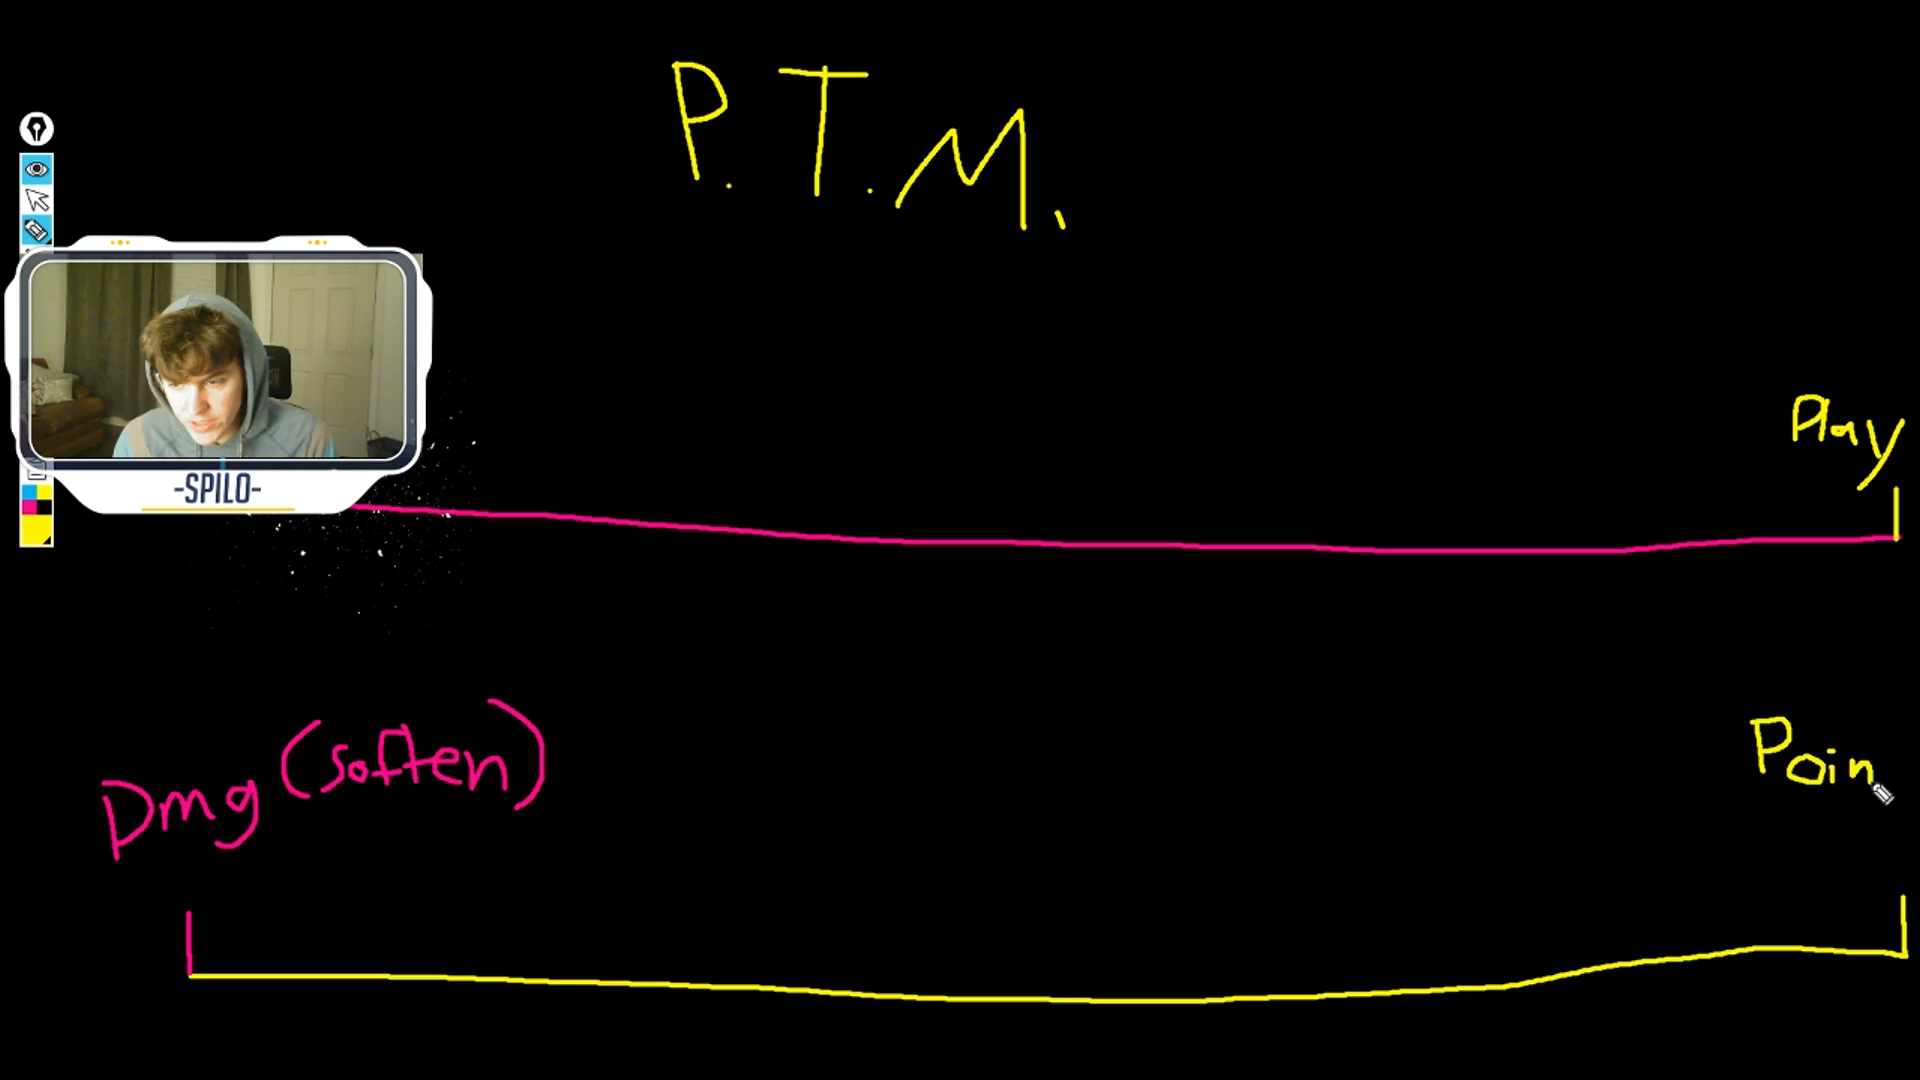 P.T.M.
Play
-SPILO-
Dmg (Soften)
Poin